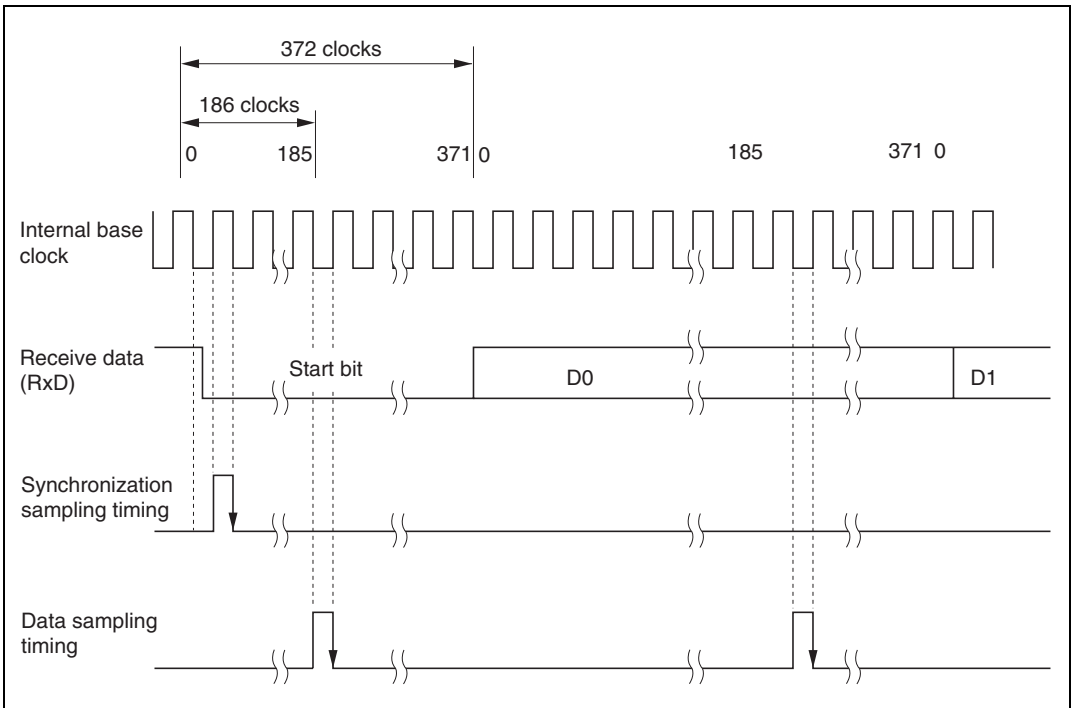 372 clocks
186 clocks
0 185 371 0 185 371 0
Internal base
clock
Receive data
(RxD)
Start bit
D0
D1
Synchronization
sampling timing
Data sampling
timing